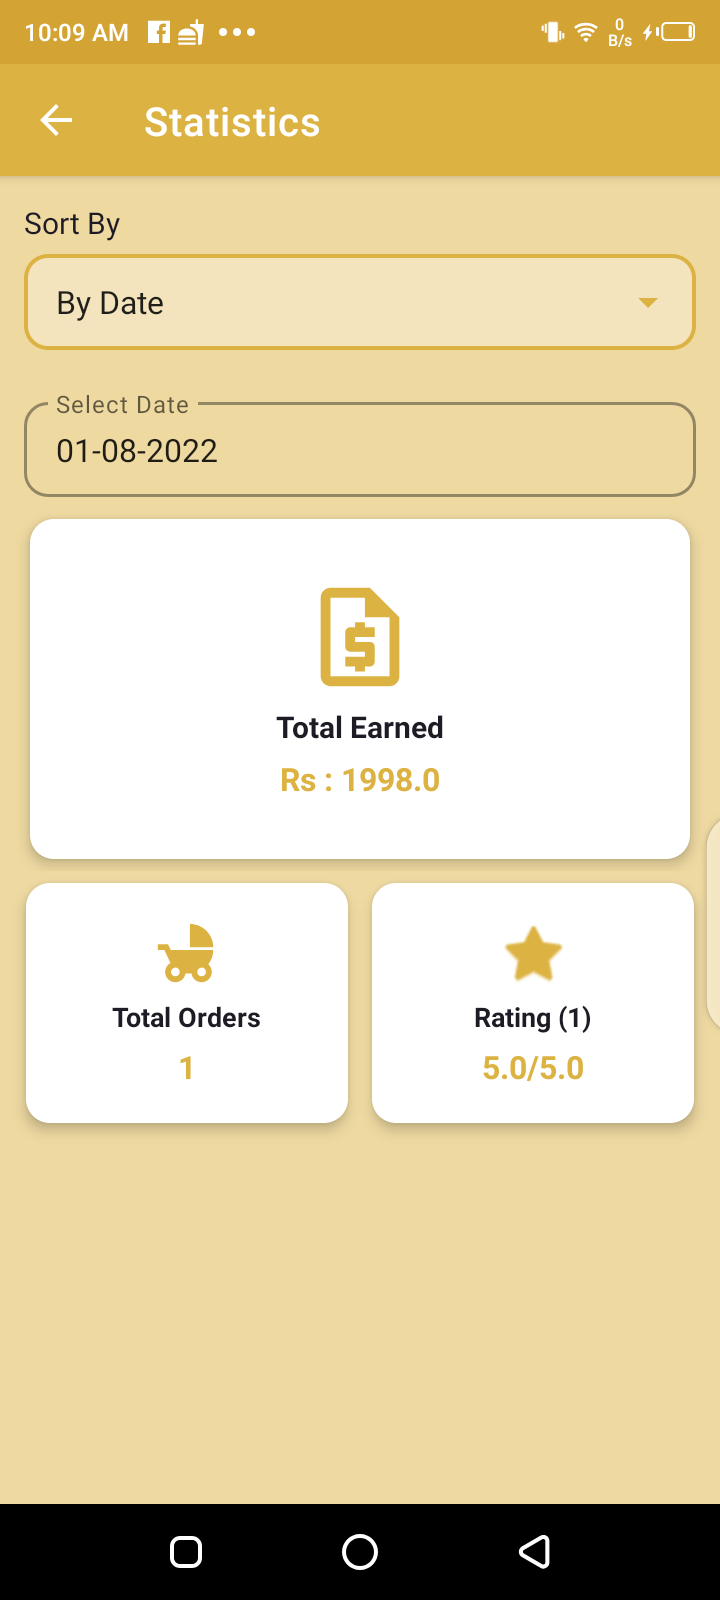 10:09 AM
0
B/s
Statistics
Sort By
By Date
Select Date
01-08-2022
Total Earned
Rs : 1998.0
Total Orders
1
Rating (1)
5.0/5.0